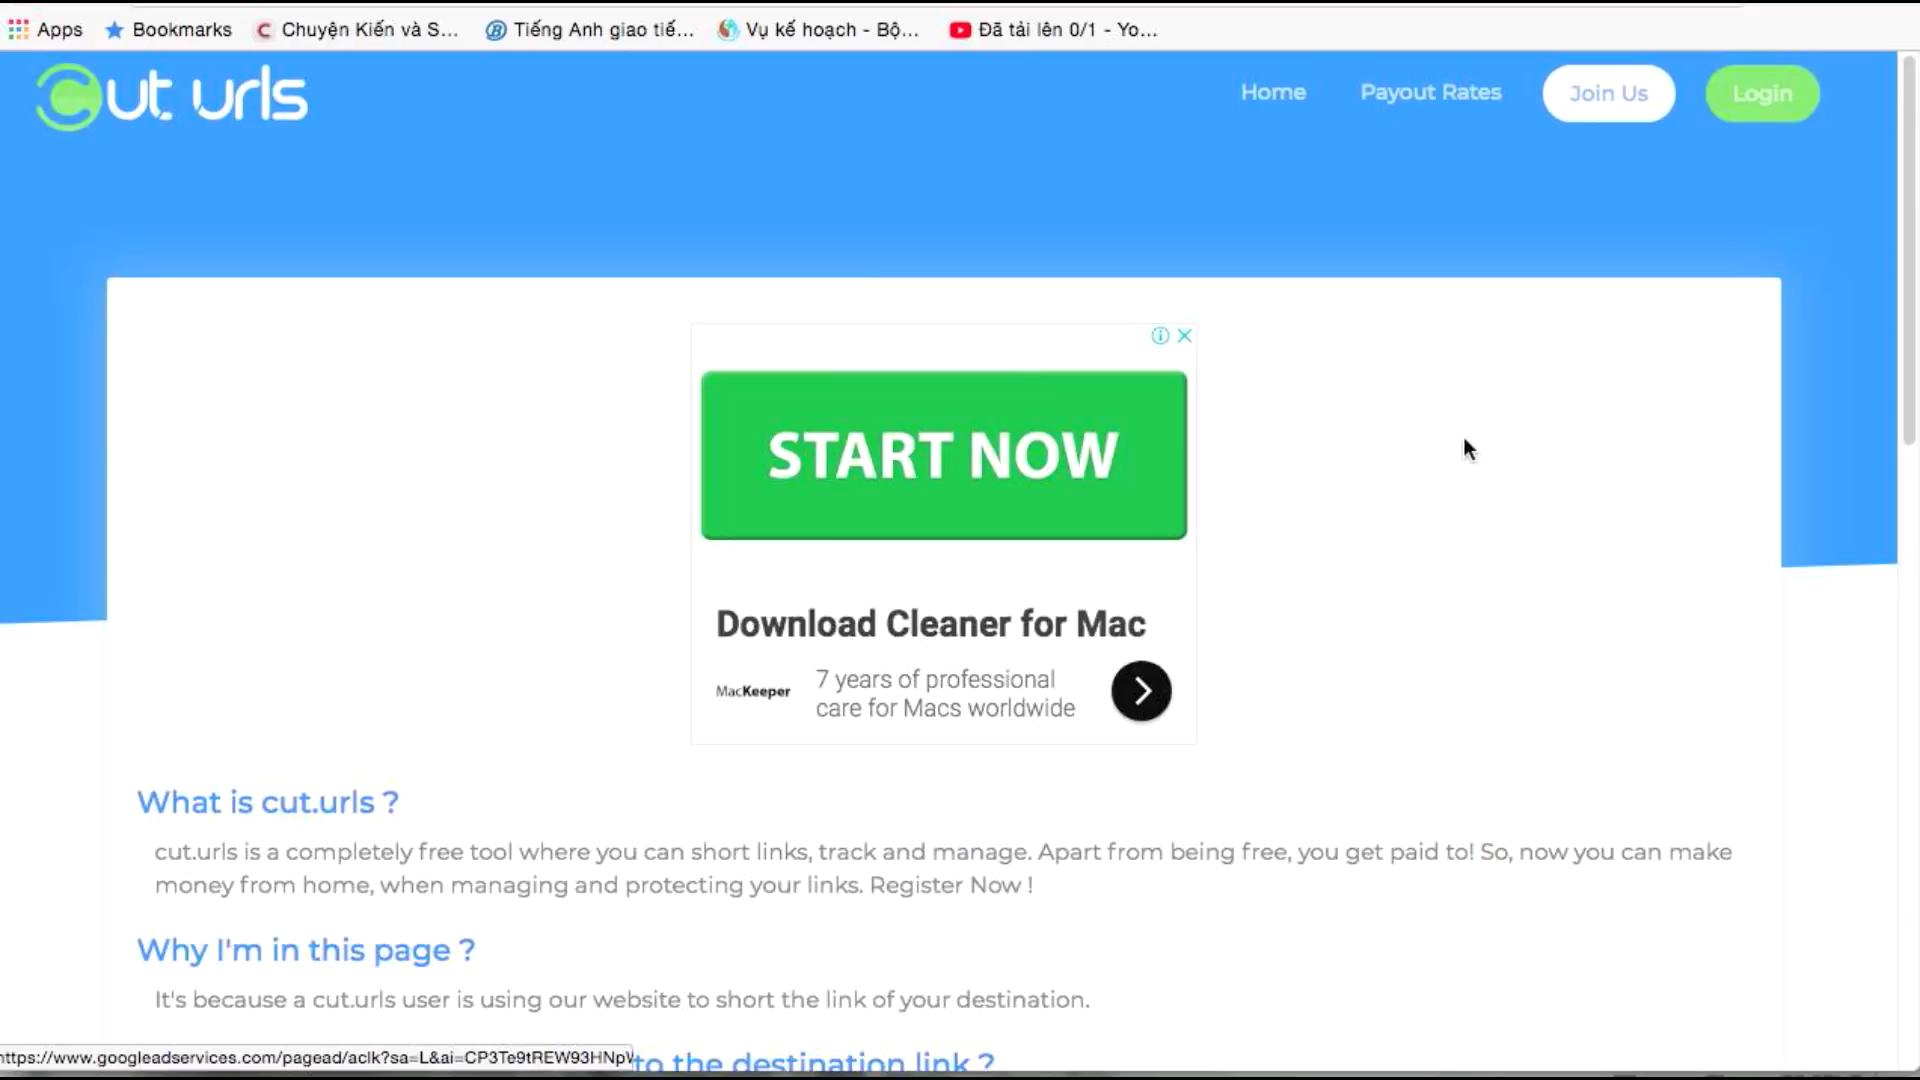 Apps Bookmarks Chuyện Kiến và S... Tiếng Anh giao tiế... Vụ kế hoạch - Bộ... Đã tải lên 0/1 - Yo...
cut urls Home Payout Rates Join Us Login
START NOW
Download Cleaner for Mac
MacKeeper
7 years of professional
care for Macs worldwide
What is cut.urls ?
cut.urls is a completely free tool where you can short links, track and manage. Apart from being free, you get paid to! So, now you can make
money from home, when managing and protecting your links. Register Now !
Why I'm in this page ?
It's because a cut.urls user is using our website to short the link of your destination.
https://www.googleadservices.com/pagead/aclk?sa=L&ai=CP3Te9tREW93HNpV
to the destination link ?